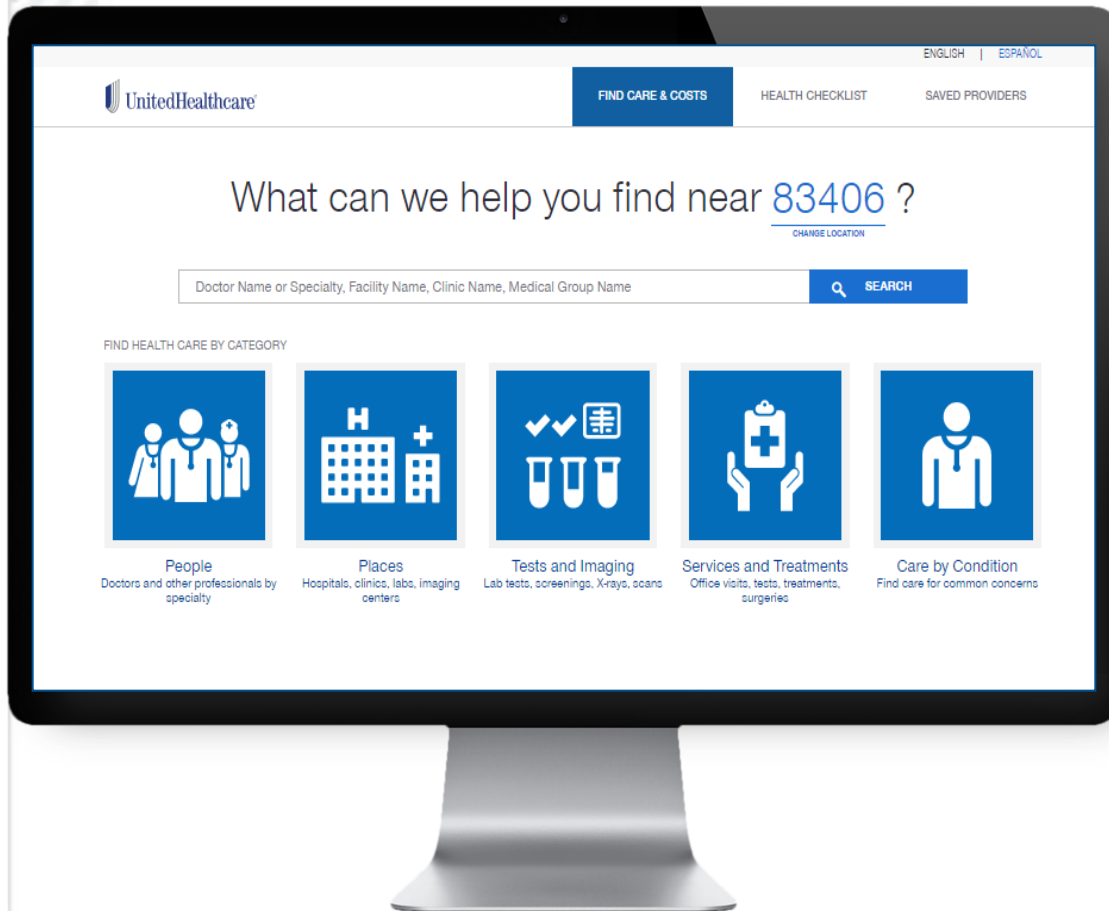 ENGLISH | ESPAÑOL
UnitedHealthcare®
FIND CARE & COSTS HEALTH CHECKLIST SAVED PROVIDERS
What can we help you find near 83406 ?
CHANGE LOCATION
Doctor Name or Specialty, Facility Name, Clinic Name, Medical Group Name
SEARCH
FIND HEALTH CARE BY CATEGORY
H
People
Doctors and other professionals by
specialty
Places
Hospitals, clinics, labs, imaging
centers
Tests and Imaging
Lab tests, screenings, X-rays, scans
Services and Treatments
Office visits, tests, treatments,
surgeries
Care by Condition
Find care for common concerns